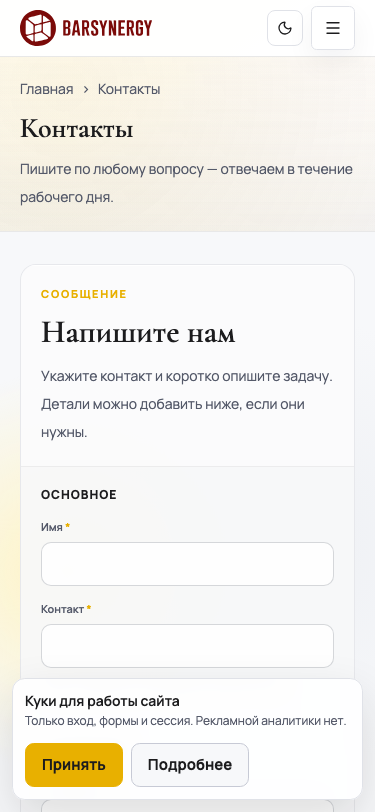 BARSYNERGY
Главная › Контакты
Контакты
Пишите по любому вопросу — отвечаем в течение
рабочего дня.
СООБЩЕНИЕ
Напишите нам
Укажите контакт и коротко опишите задачу.
Детали можно добавить ниже, если они
нужны.
ОСНОВНОЕ
Имя *
Контакт *
Куки для работы сайта
Только вход, формы и сессия. Рекламной аналитики нет.
Принять
Подробнее